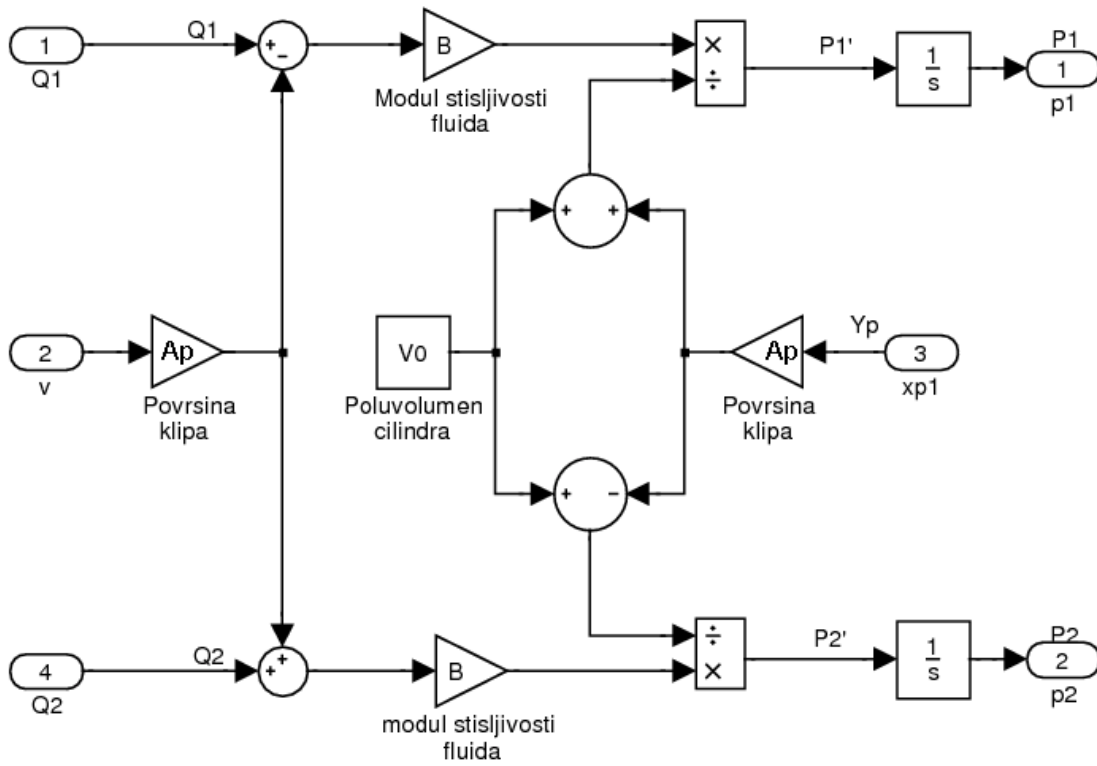 Q1
P1
1
+
−
B
×
÷
P1'
1
s
1
Q1
p1
Modul stisljivosti
fluida
+
+
2
Ap
V0
Ap
Yp
3
v
xp1
Povrsina
klipa
Poluvolumen
cilindra
Povrsina
klipa
+
−
÷
×
P2'
1
s
P2
2
4
Q2
+
+
B
Q2
p2
modul stisljivosti
fluida